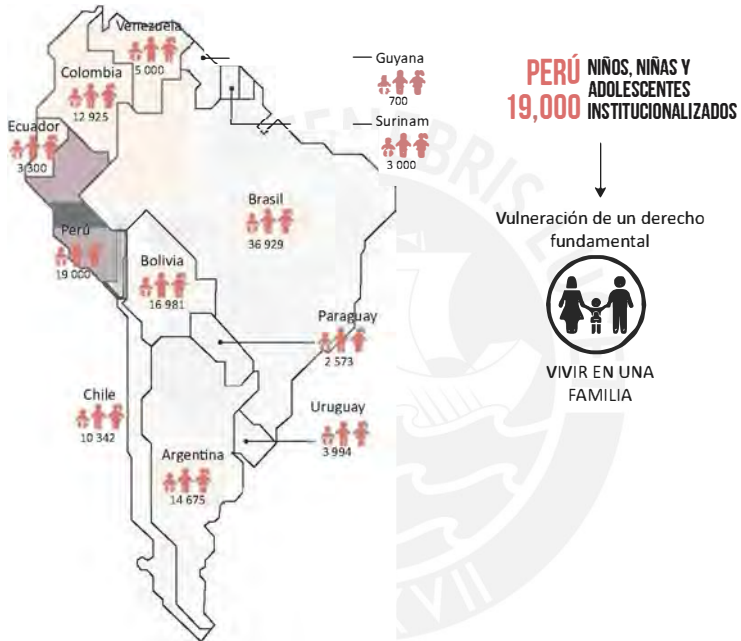 Venezuela
5 000
Colombia
12 925
Ecuador
3 300
Guyana
700
Surinam
3 000
Brasil
36 929
Perú
19 000
Bolivia
16 981
Paraguay
2 573
Chile
10 342
Uruguay
3 994
Argentina
14 675
PERÚ NIÑOS, NIÑAS Y
ADOLESCENTES
19,000 INSTITUCIONALIZADOS
Vulneración de un derecho
fundamental
VIVIR EN UNA
FAMILIA